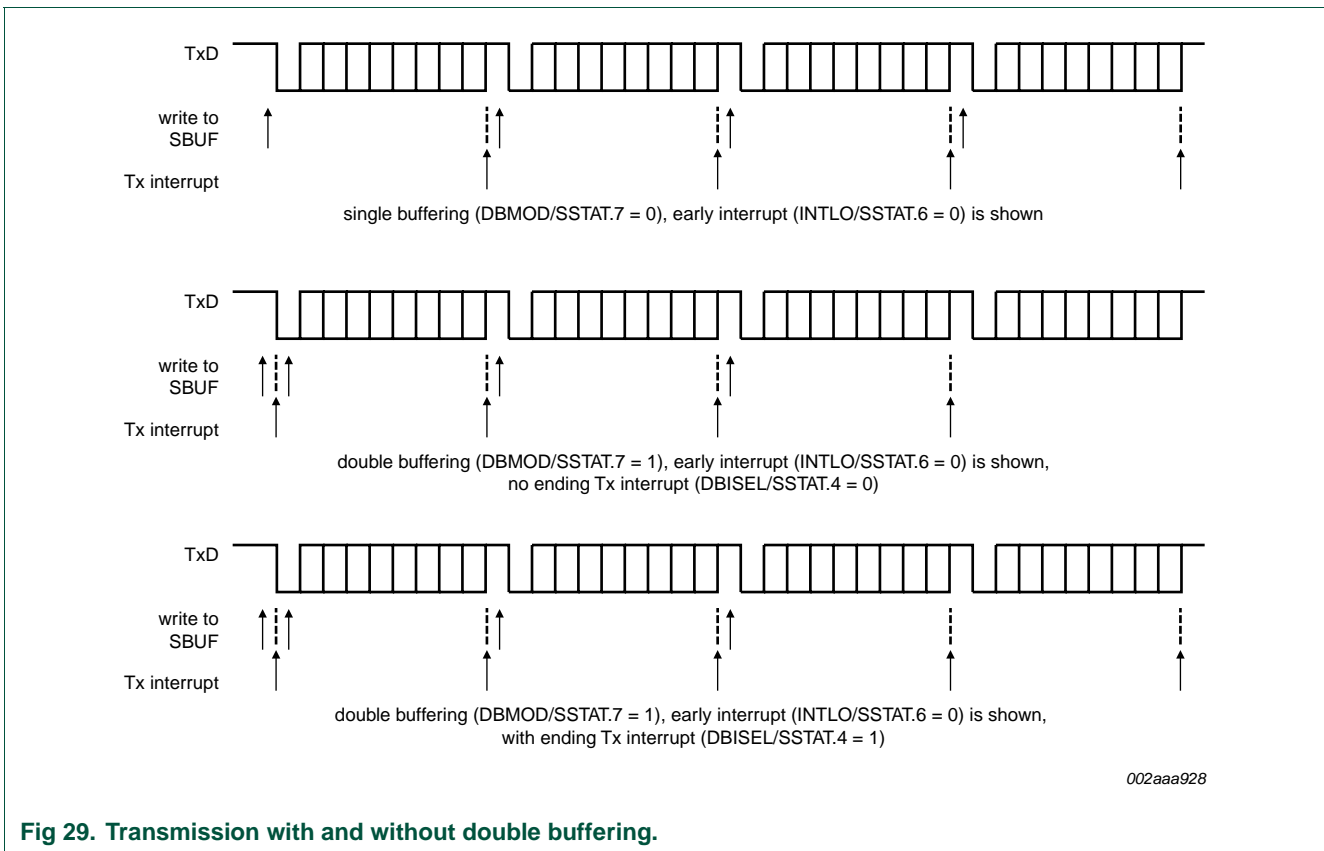 TxD
write to
SBUF
Tx interrupt
single buffering (DBMOD/SSTAT.7 = 0), early interrupt (INTLO/SSTAT.6 = 0) is shown
TxD
write to
SBUF
Tx interrupt
double buffering (DBMOD/SSTAT.7 = 1), early interrupt (INTLO/SSTAT.6 = 0) is shown,
no ending Tx interrupt (DBISEL/SSTAT.4 = 0)
TxD
write to
SBUF
Tx interrupt
double buffering (DBMOD/SSTAT.7 = 1), early interrupt (INTLO/SSTAT.6 = 0) is shown,
with ending Tx interrupt (DBISEL/SSTAT.4 = 1)
002aaa928
Fig 29. Transmission with and without double buffering.